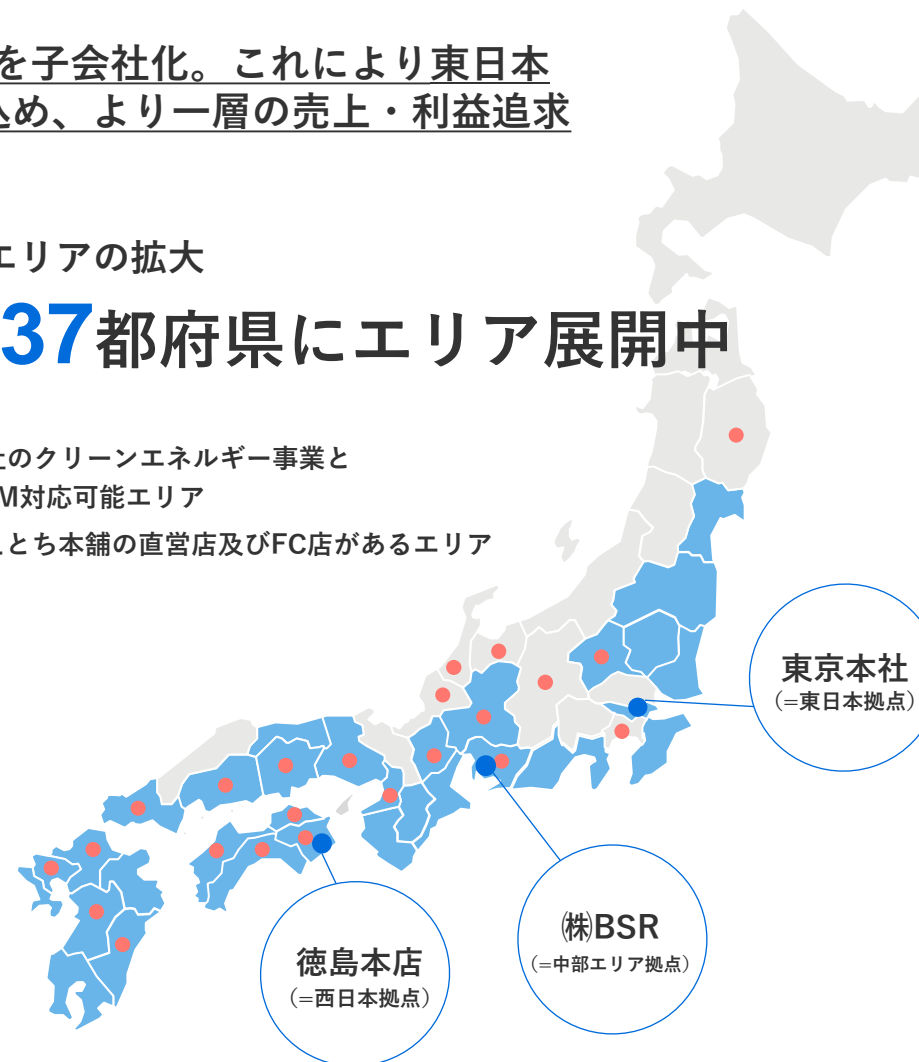 を子会社化。これにより東日本
め、より一層の売上・利益追求
エリアの拡大
37都府県にエリア展開中
のクリーンエネルギー事業と
M対応可能エリア
とち本舗の直営店及びFC店があるエリア
東京本社
(=東日本拠点)
㈱BSR
(=中部エリア拠点)
徳島本店
(=西日本拠点)